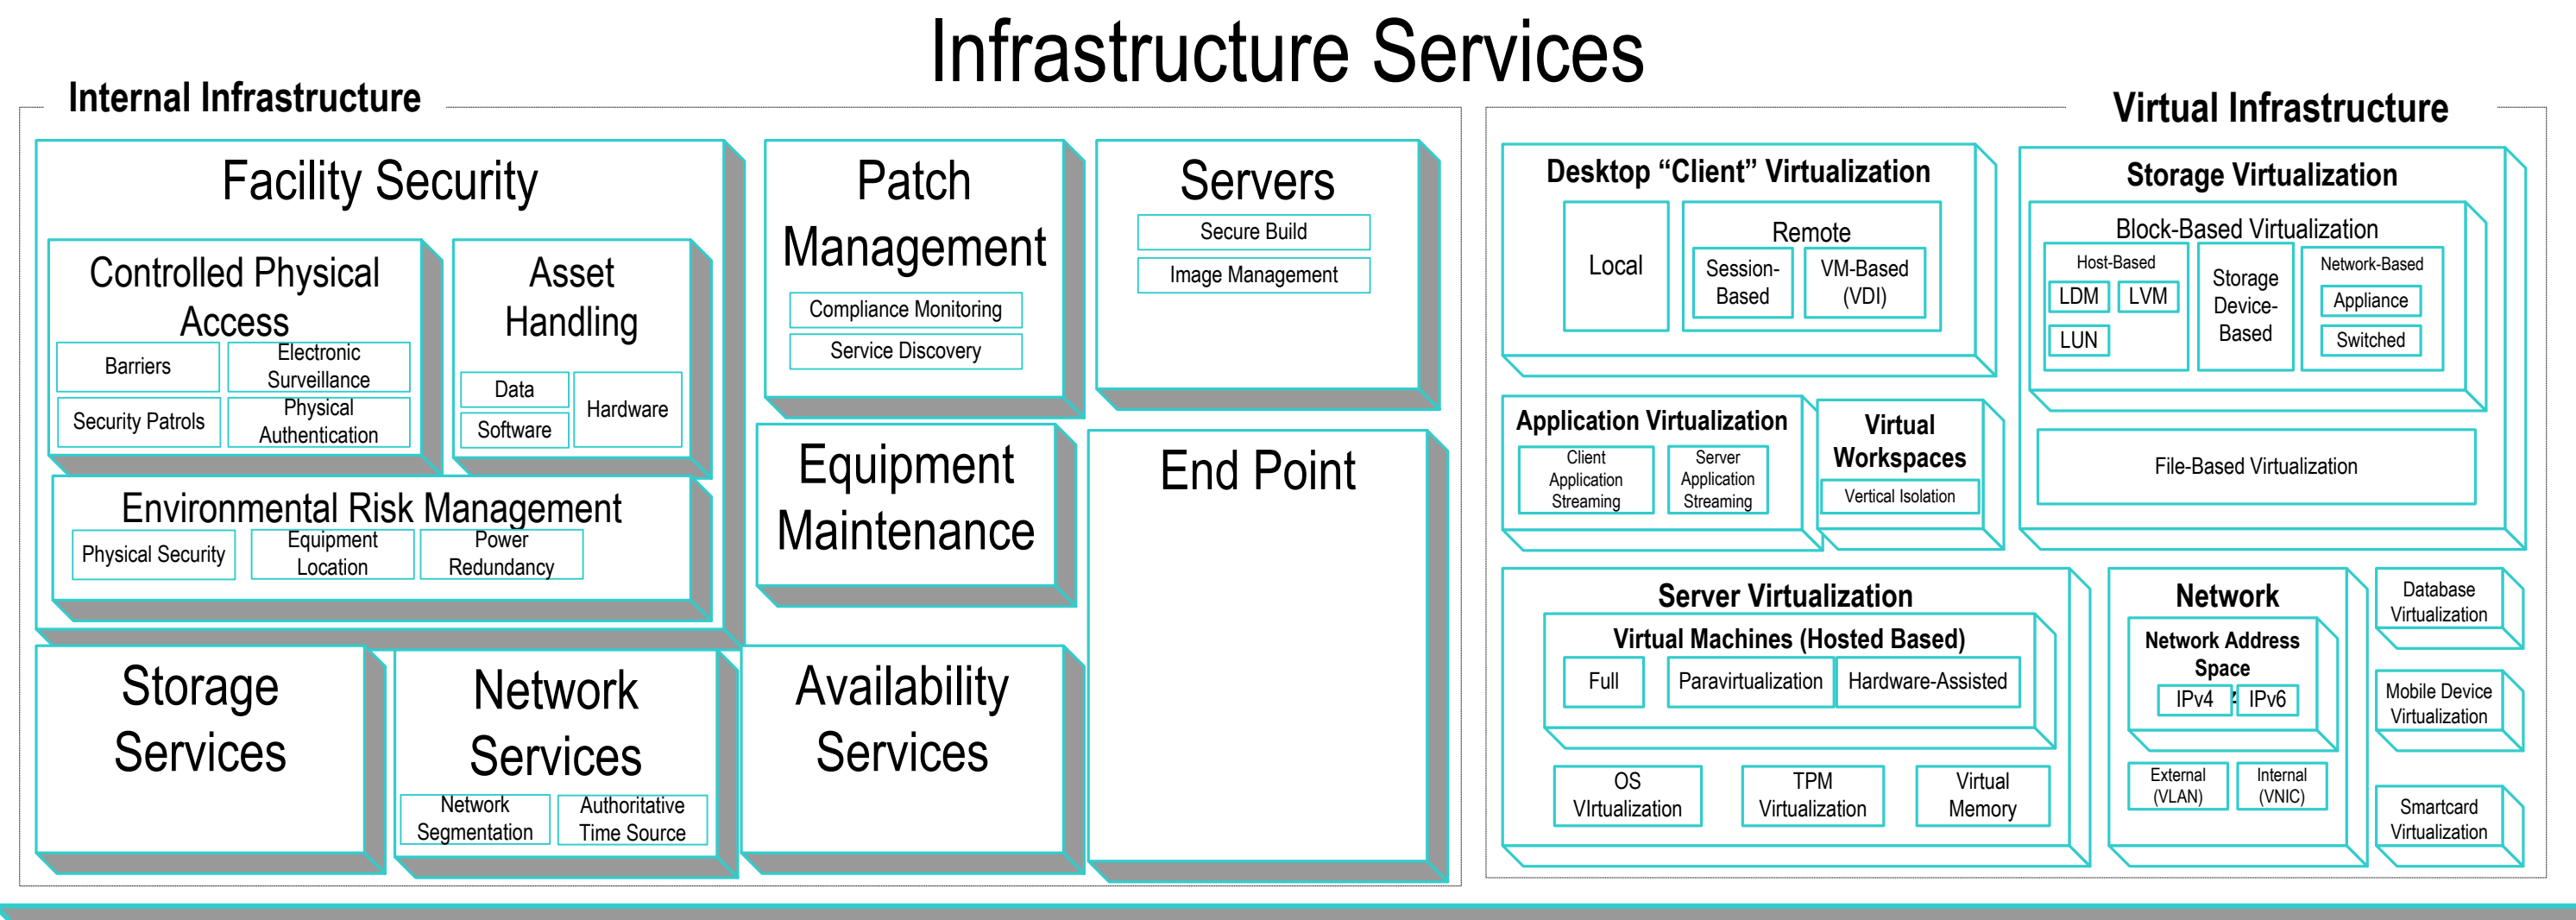 Infrastructure Services
Internal Infrastructure
Facility Security
Controlled Physical
Access
Barriers
Electronic
Surveillance
Security Patrols
Physical
Authentication
Asset
Handling
Data
Software
Hardware
Environmental Risk Management
Physical Security
Equipment
Location
Power
Redundancy
Patch
Management
Compliance Monitoring
Service Discovery
Servers
Secure Build
Image Management
Equipment
Maintenance
End Point
Storage
Services
Network
Services
Network
Segmentation
Authoritative
Time Source
Availability
Services
Virtual Infrastructure
Desktop “Client” Virtualization
Local
Remote
Session-
Based
VM-Based
(VDI)
Storage Virtualization
Block-Based Virtualization
Host-Based
LDM
LVM
LUN
Storage
Device-
Based
Network-Based
Appliance
Switched
File-Based Virtualization
Application Virtualization
Client
Application
Streaming
Server
Application
Streaming
Virtual
Workspaces
Vertical Isolation
Server Virtualization
Virtual Machines (Hosted Based)
Full
Paravirtualization
Hardware-Assisted
OS
VIrtualization
TPM
Virtualization
Virtual
Memory
Network
Network Address
Space
IPv4
IPv6
External
(VLAN)
Internal
(VNIC)
Database
Virtualization
Mobile Device
Virtualization
Smartcard
Virtualization